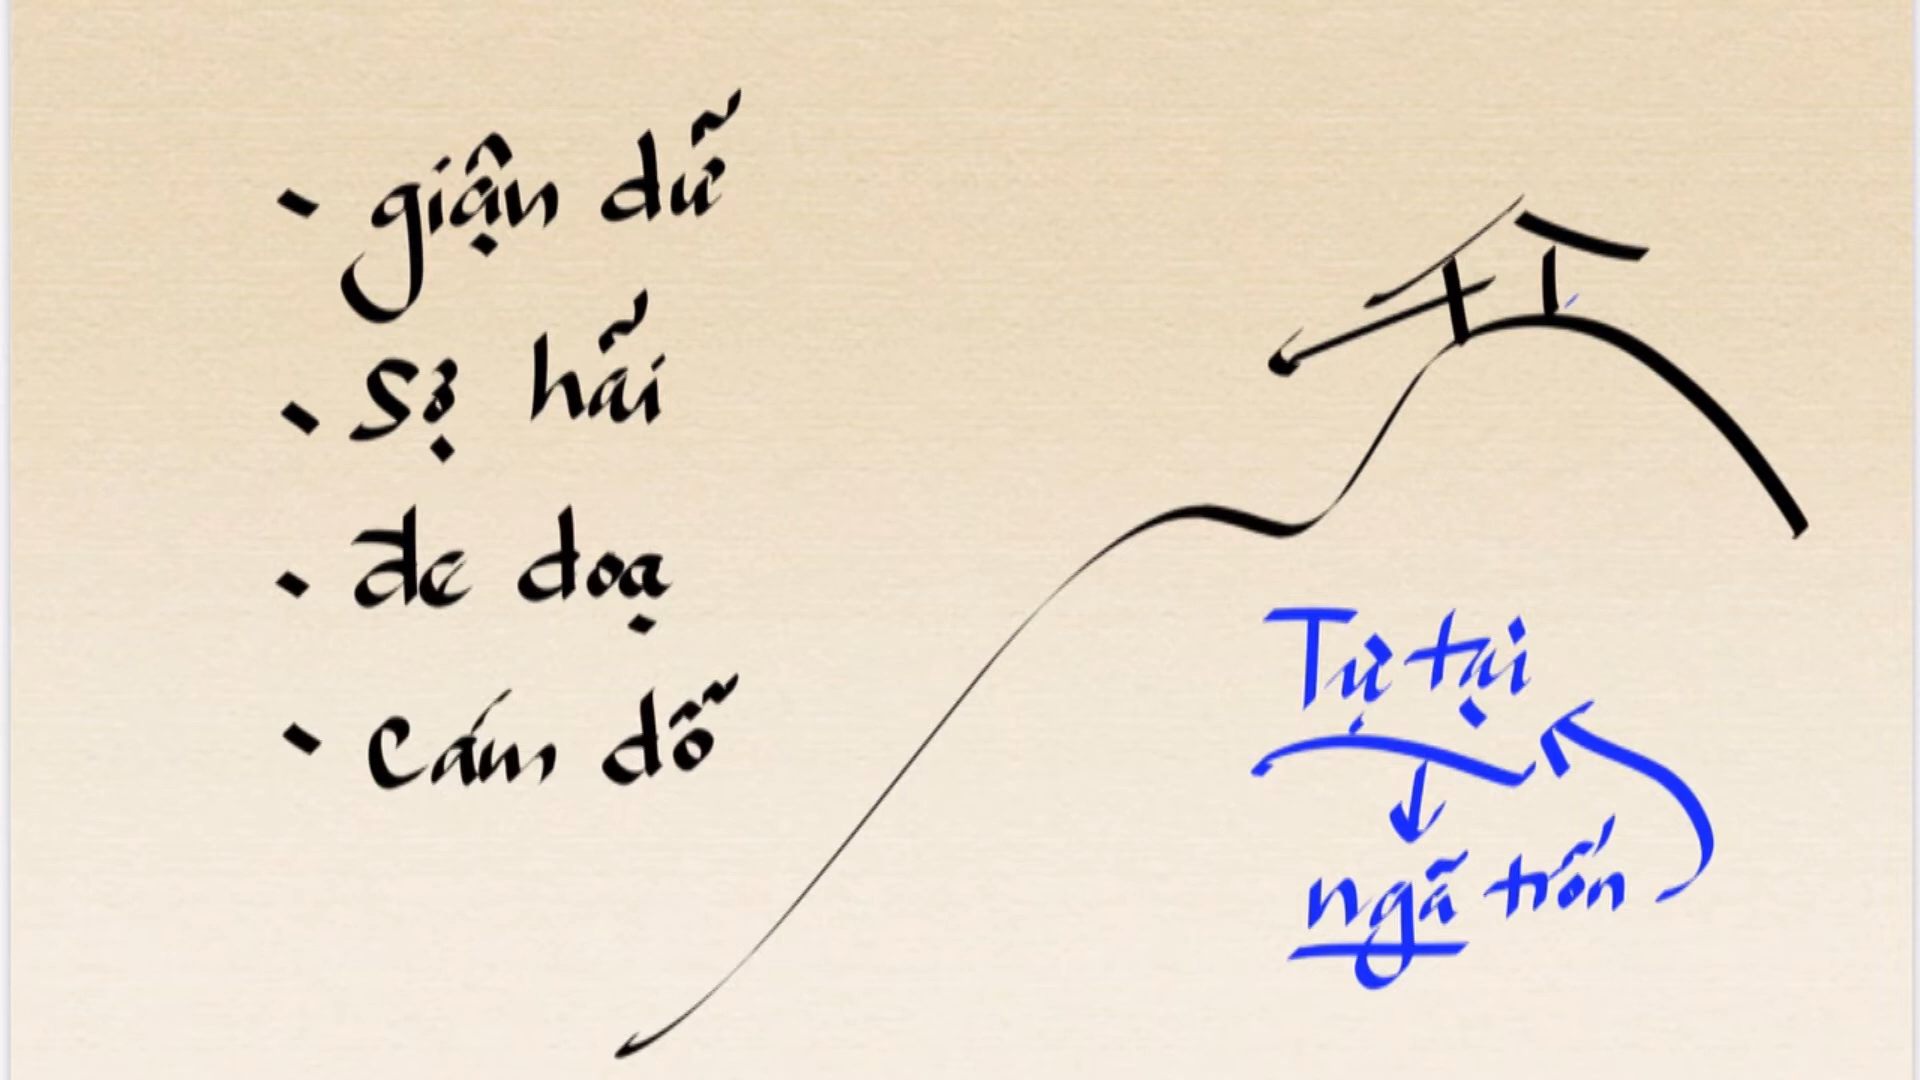 - giận dữ
- sợ hãi
- đe doạ
- Cám dỗ
Tự tại
ngã trốn